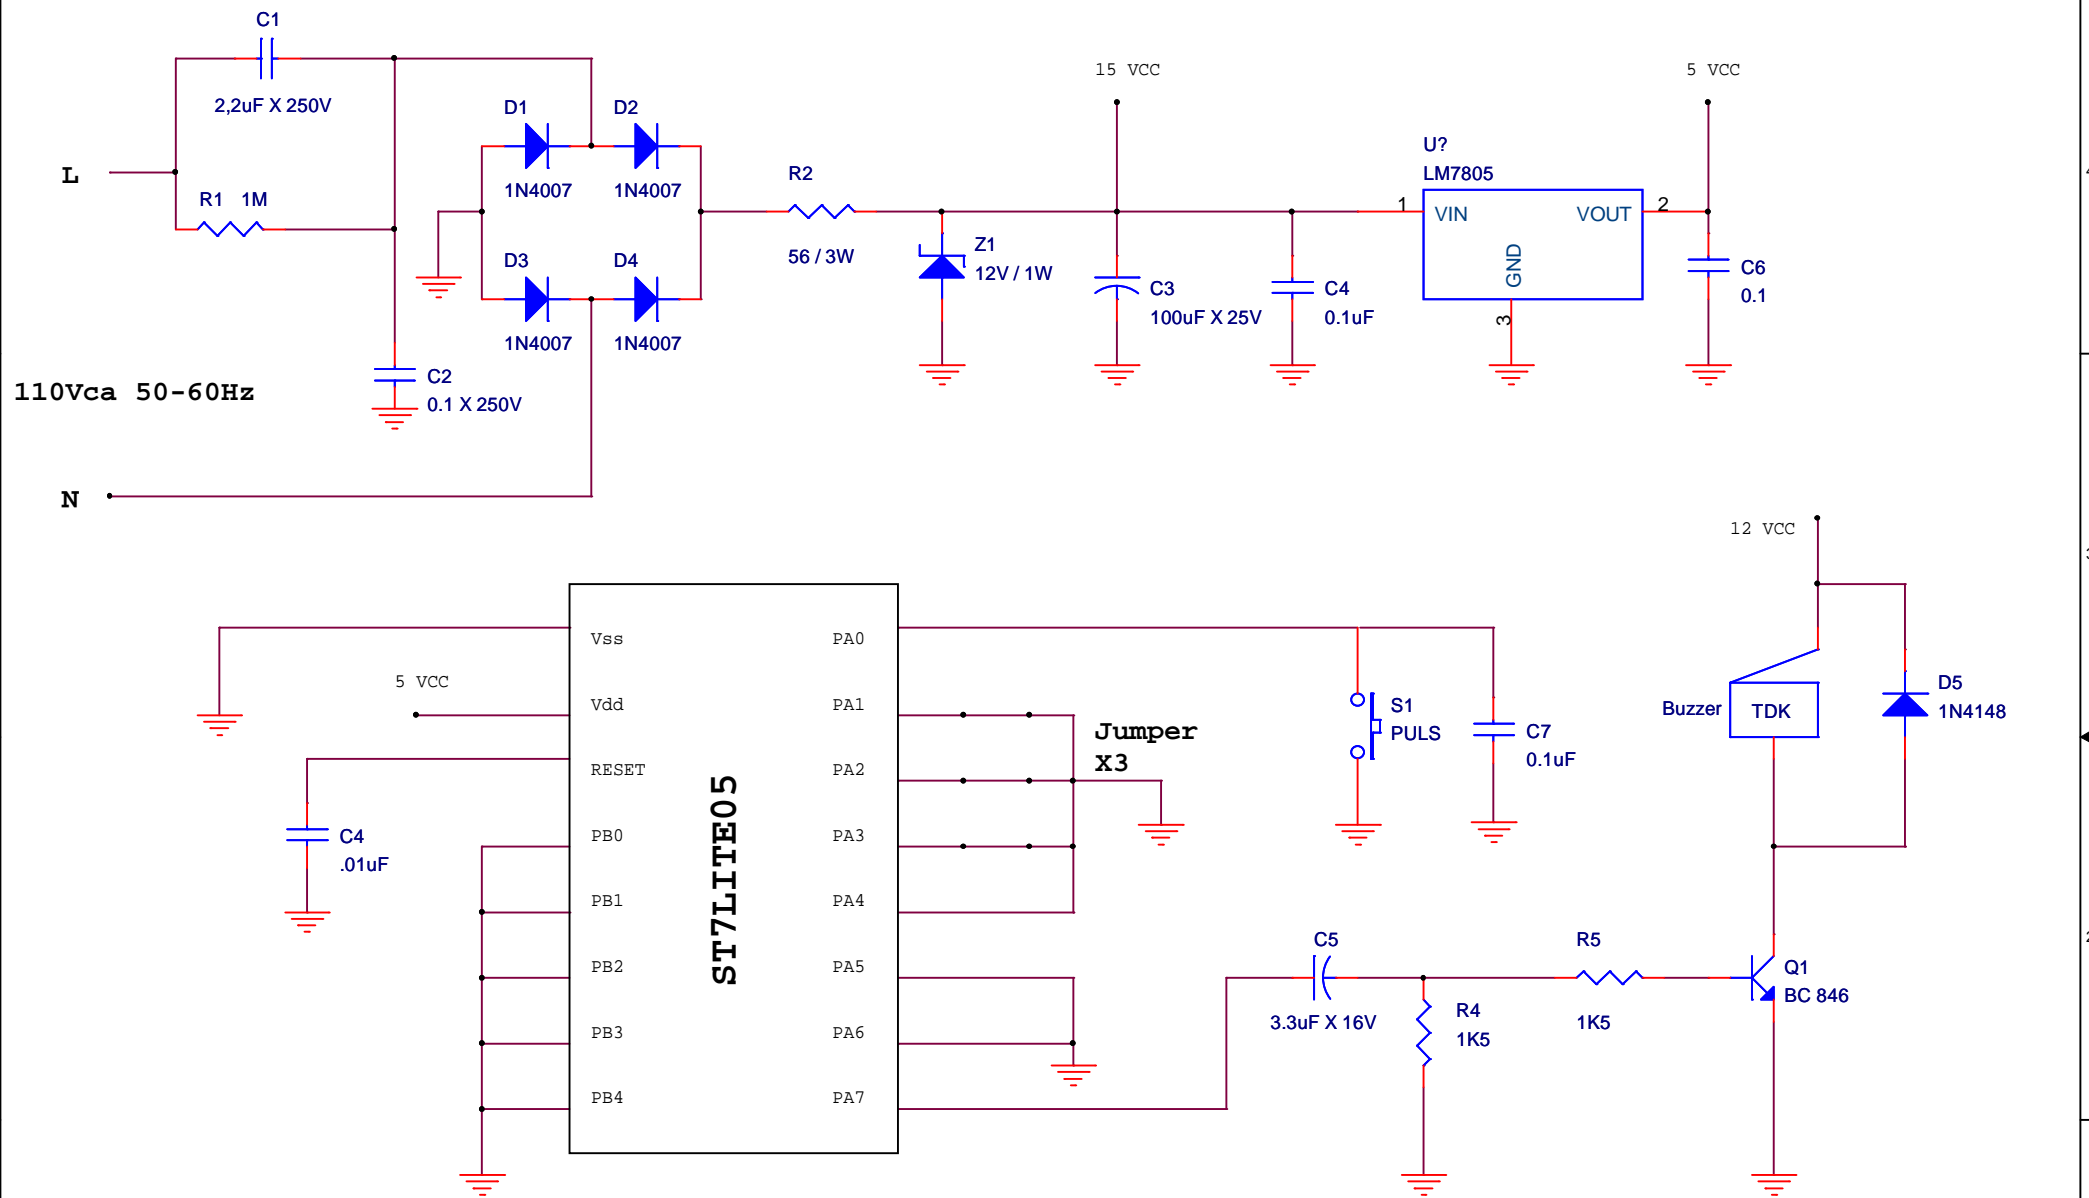 C1
2,2uF X 250V
L
R1 1M
D1
1N4007
D2
1N4007
D3
1N4007
D4
1N4007
C2
0.1 X 250V
110Vca 50-60Hz
N
R2
56 / 3W
Z1
12V / 1W
15 VCC
C3
100uF X 25V
C4
0.1uF
U?
LM7805
1
VIN
VOUT
2
GND
3
5 VCC
C6
0.1
Vss
5 VCC
Vdd
RESET
C4
.01uF
PB0
PB1
PB2
PB3
PB4
ST7LITE05
PA0
PA1
PA2
PA3
PA4
PA5
PA6
PA7
Jumper
X3
S1
PULS
C7
0.1uF
12 VCC
Buzzer
TDK
D5
1N4148
C5
3.3uF X 16V
R4
1K5
R5
1K5
Q1
BC 846